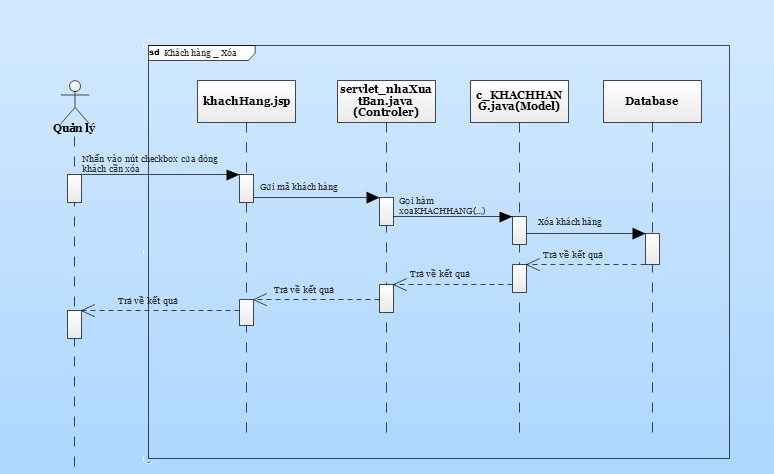 sd Khách hàng _ Xóa
Quản lý
khachHang.jsp
servlet_nhaXua
tBan.java
(Controler)
c_KHACHHAN
G.java(Model)
Database
Nhấn vào nút checkbox của dòng
khách cần xóa
Gửi mã khách hàng
Gọi hàm
xoaKHACHHANG(...)
Xóa khách hàng
Trả về kết quả
Trả về kết quả
Trả về kết quả
Trả về kết quả